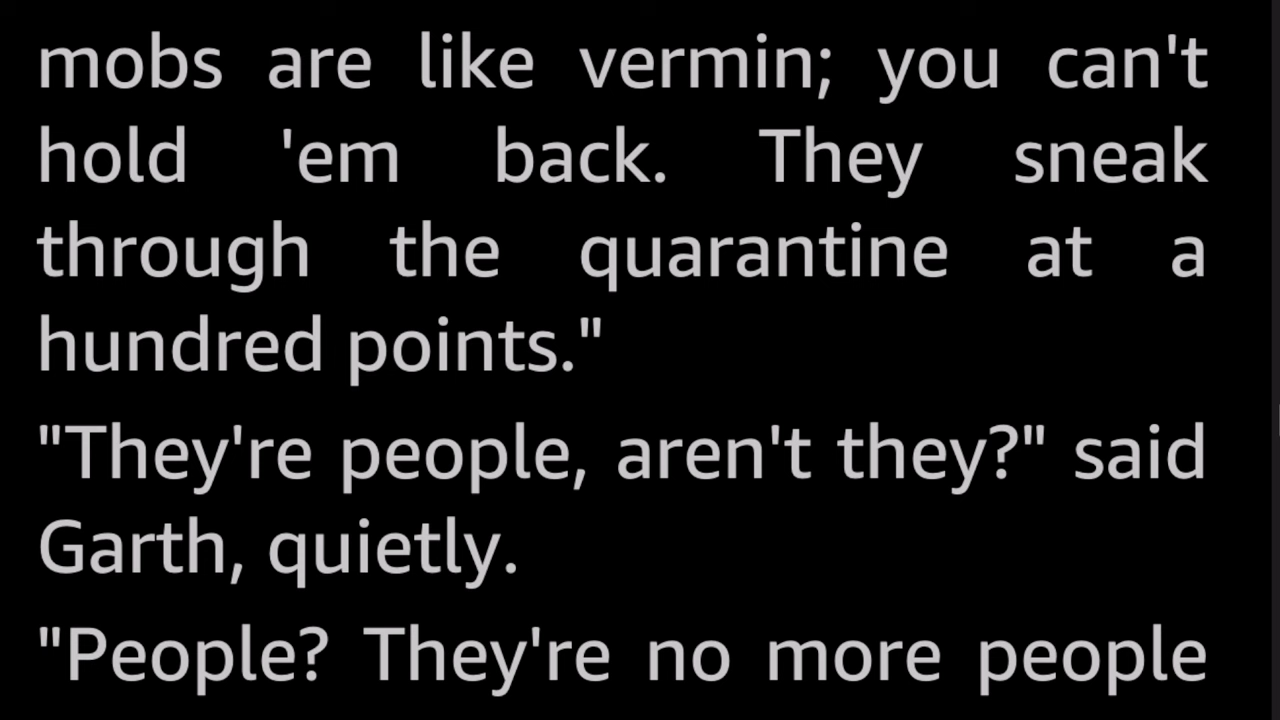 mobs are like vermin; you can't
hold 'em back. They sneak
through the quarantine at a
hundred points."
"They're people, aren't they?" said
Garth, quietly.
"People? They're no more people